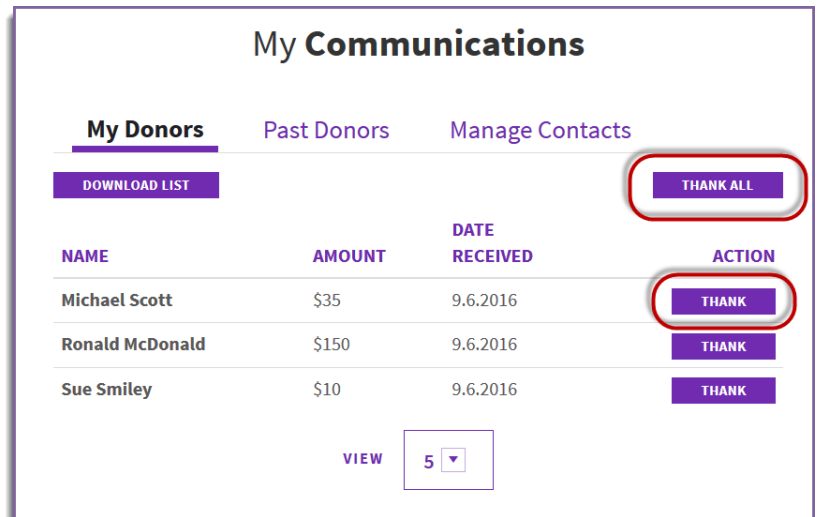 My Communications
My Donors Past Donors Manage Contacts
DOWNLOAD LIST THANK ALL
NAME AMOUNT DATE RECEIVED ACTION
Michael Scott $35 9.6.2016 THANK
Ronald McDonald $150 9.6.2016 THANK
Sue Smiley $10 9.6.2016 THANK
VIEW 5